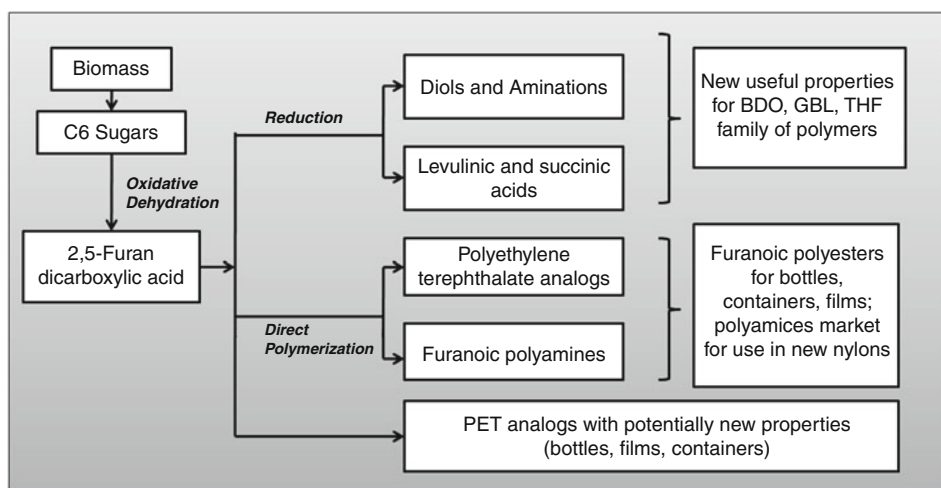 Biomass
C6 Sugars
Oxidative
Dehydration
2,5-Furan
dicarboxylic acid
Reduction
Diols and Aminations
Levulinic and succinic
acids
New useful properties
for BDO, GBL, THF
family of polymers
Direct
Polymerization
Polyethylene
terephthalate analogs
Furanoic polyamines
Furanoic polyesters
for bottles,
containers, films;
polyamices market
for use in new nylons
PET analogs with potentially new properties
(bottles, films, containers)